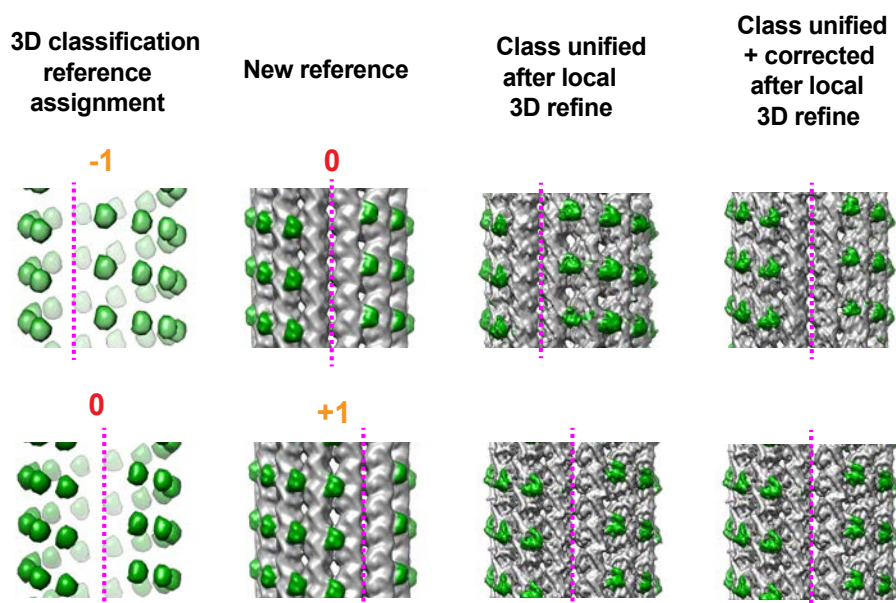 3D classification
reference
assignment
New reference
Class unified
after local
3D refine
Class unified
+ corrected
after local
3D refine
-1
0
0
+1